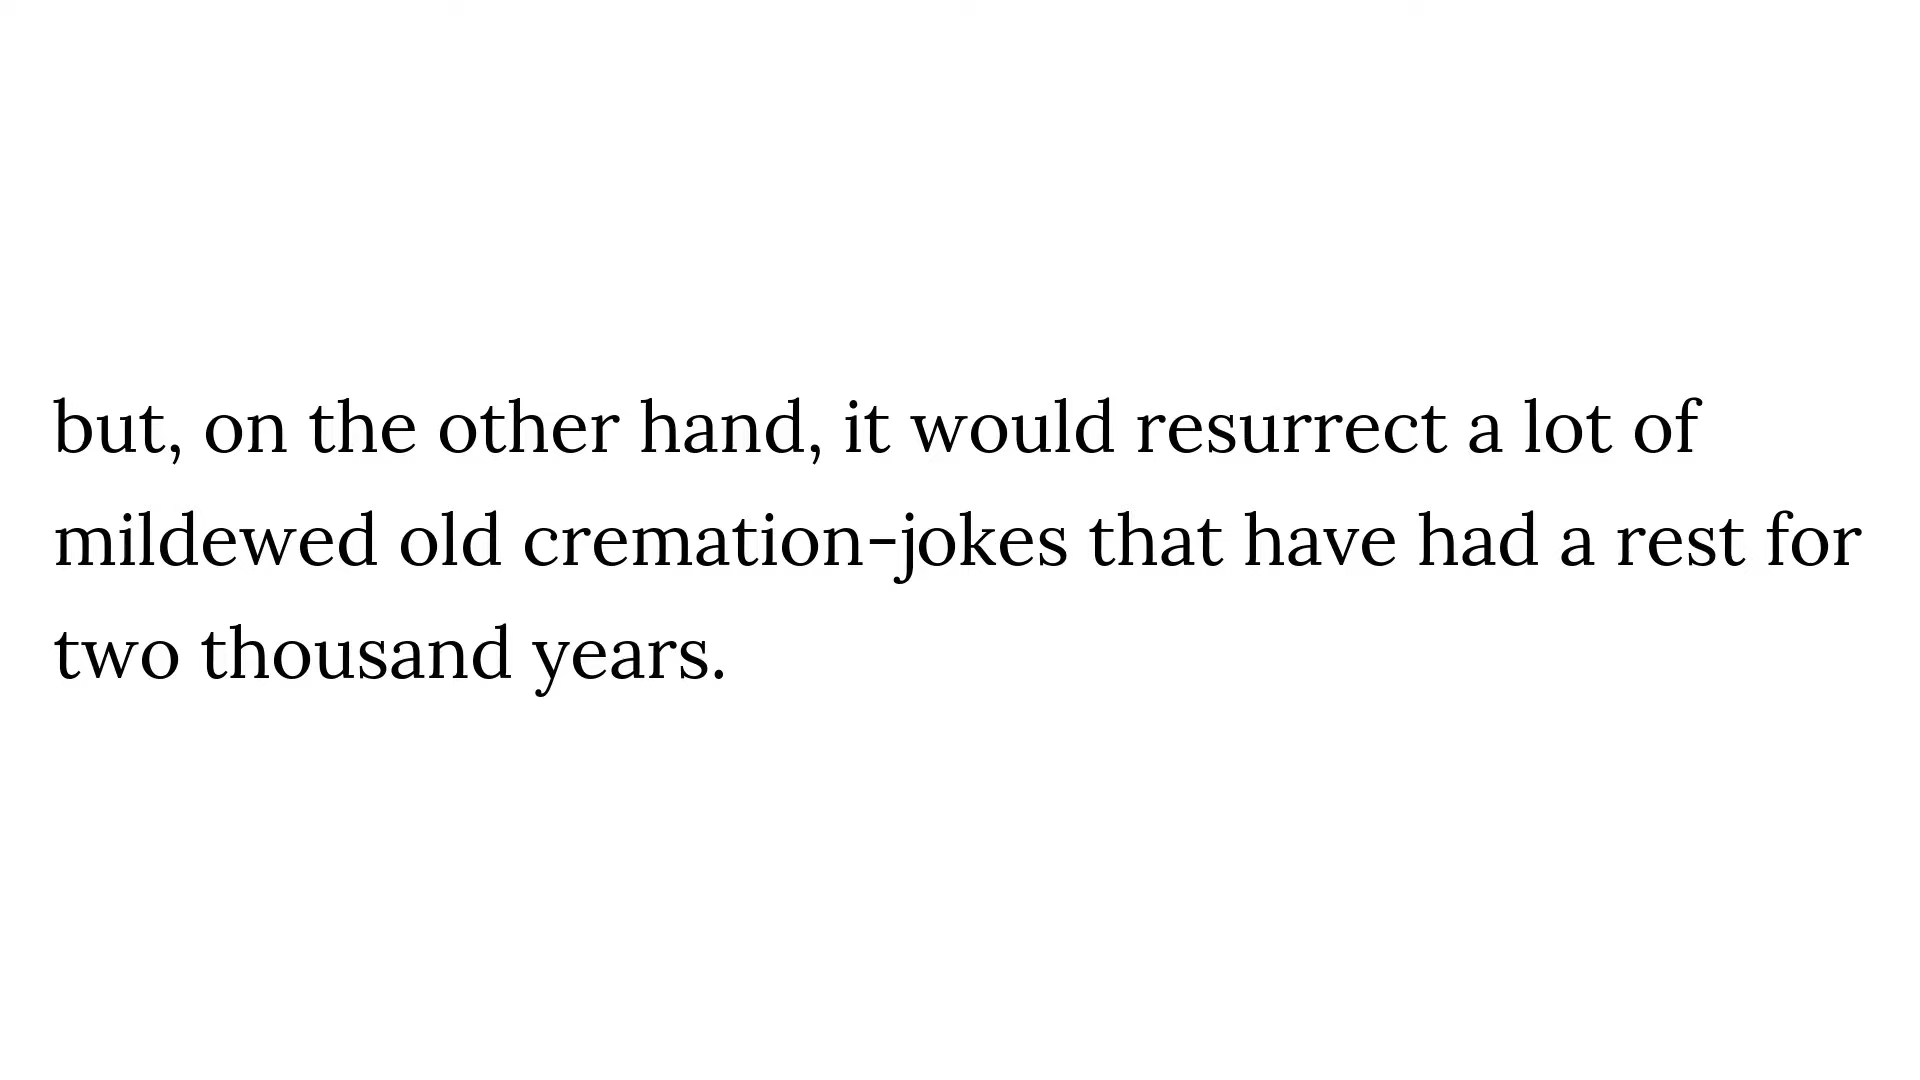 but, on the other hand, it would resurrect a lot of
mildewed old cremation-jokes that have had a rest for
two thousand years.